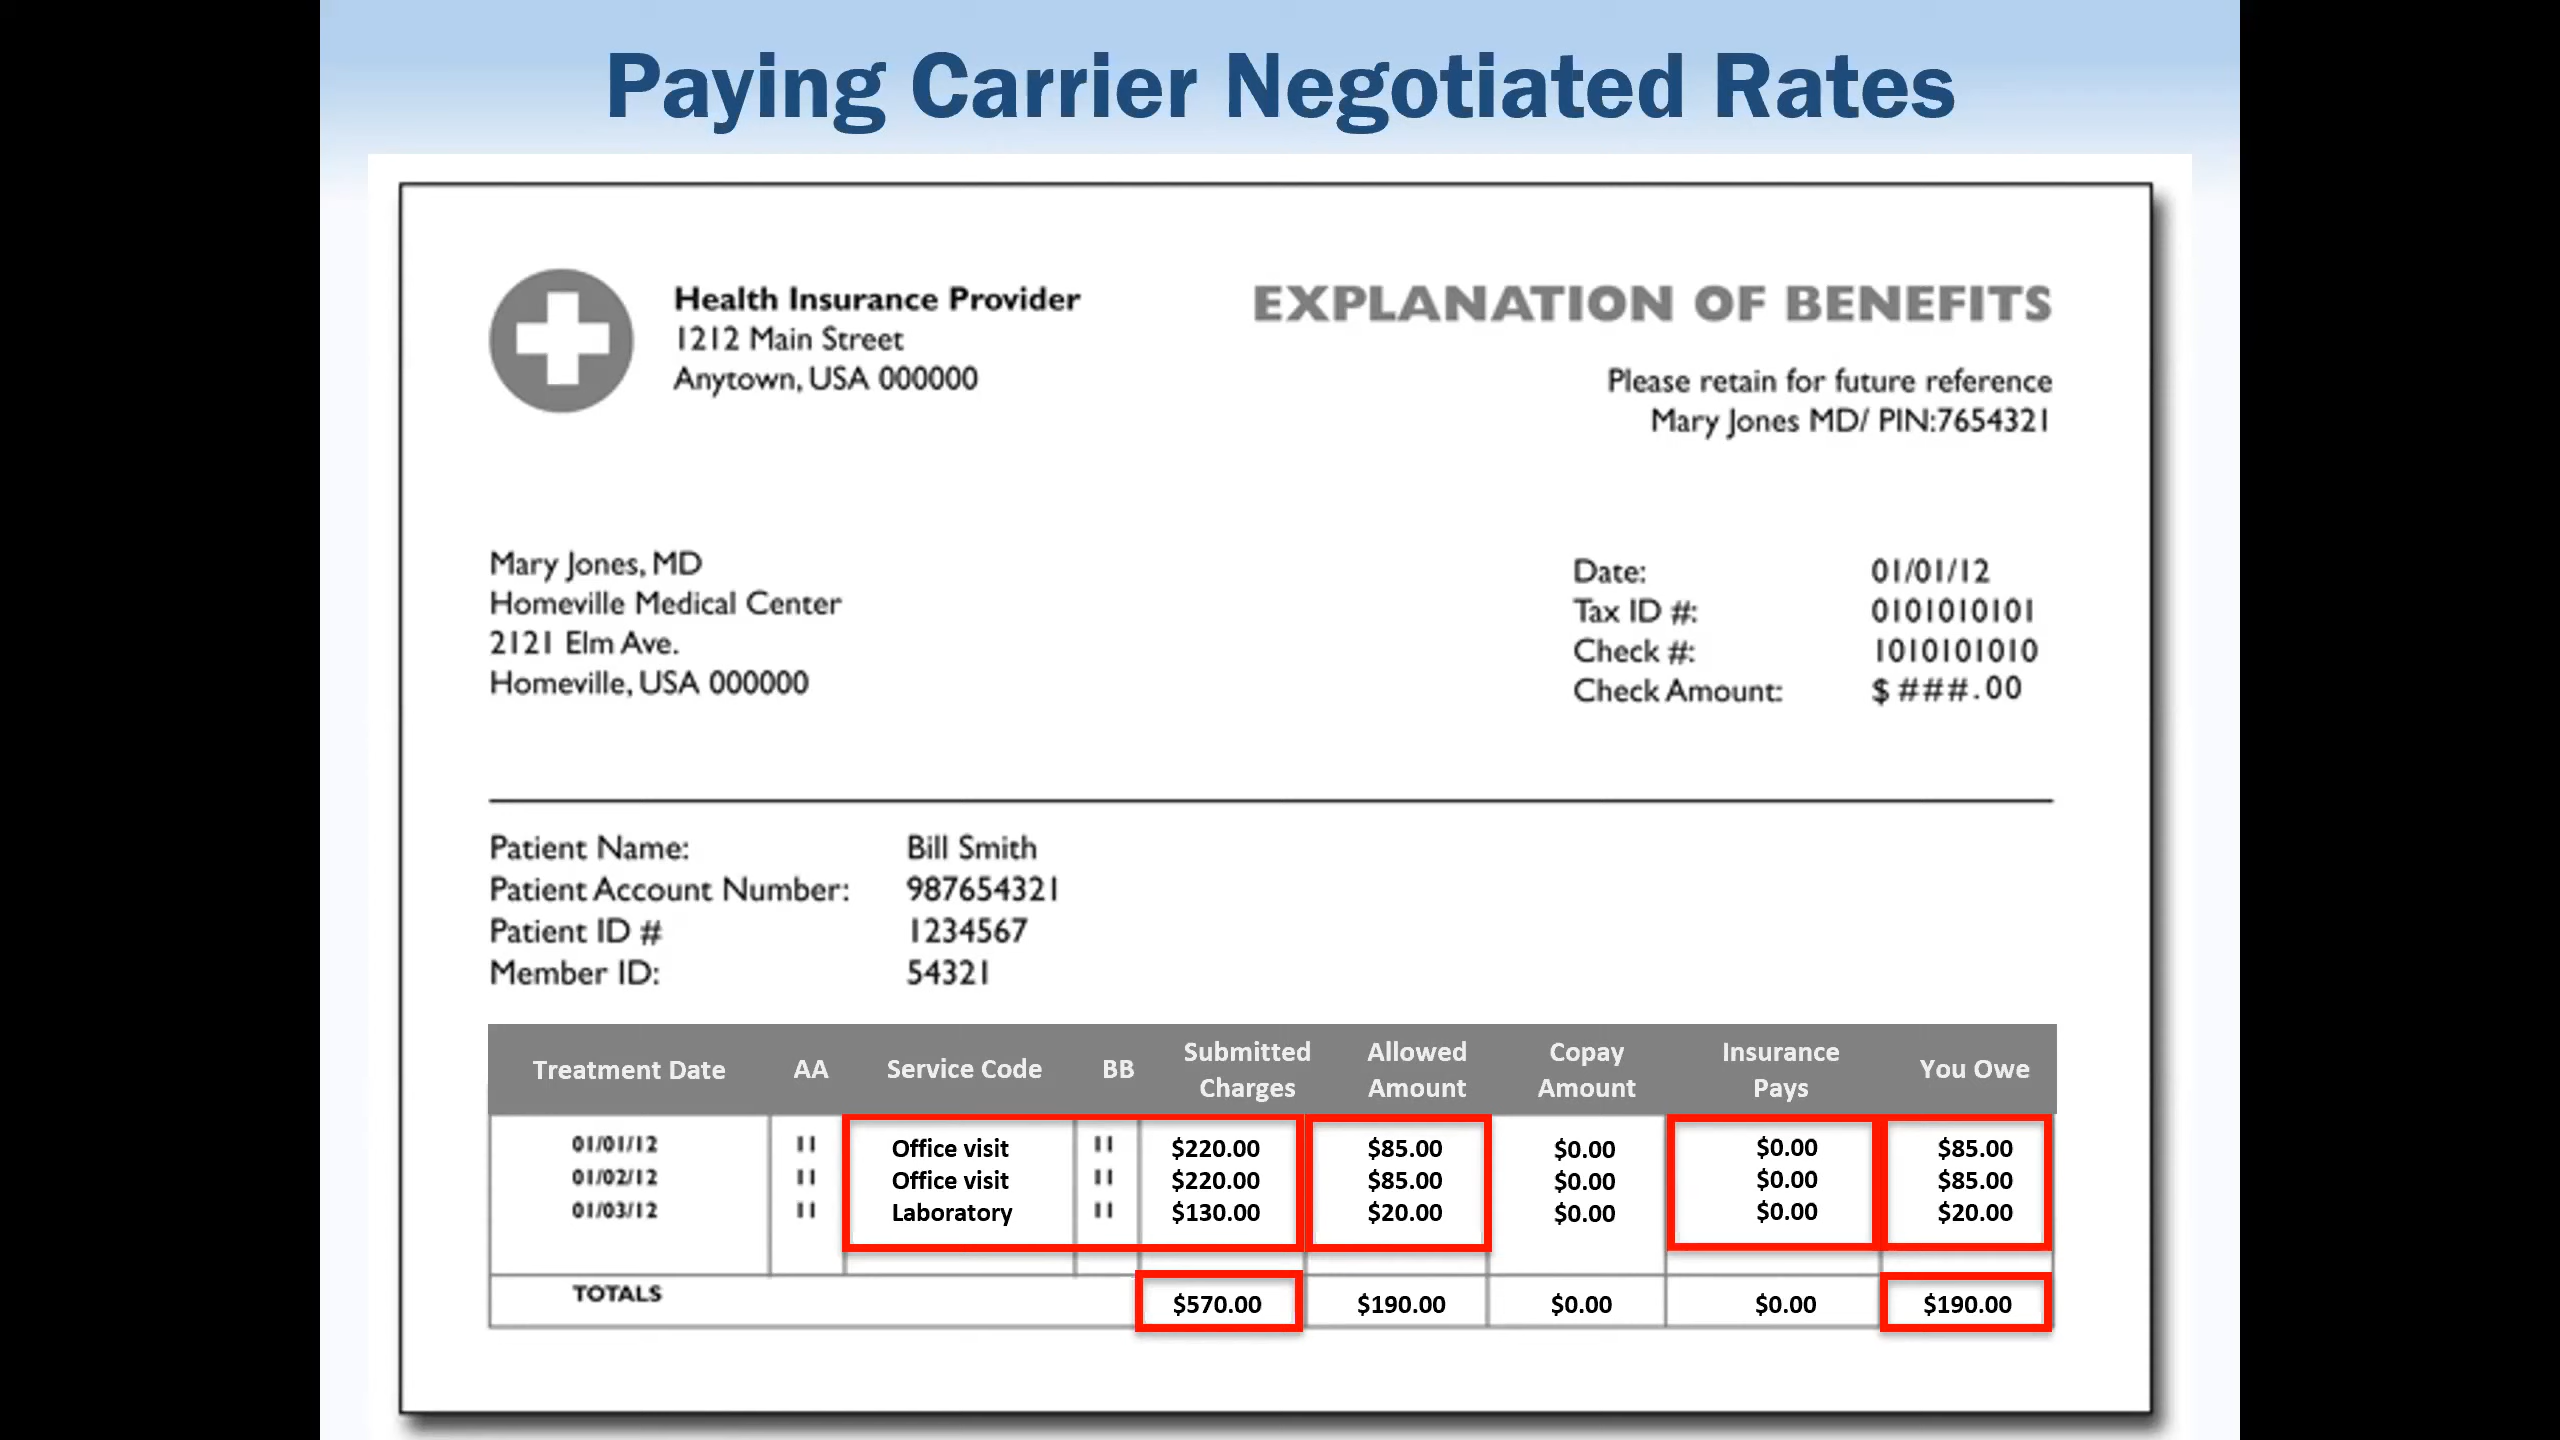 Paying Carrier Negotiated Rates
Health Insurance Provider
1212 Main Street
Anytown, USA 000000
EXPLANATION OF BENEFITS
Please retain for future reference
Mary Jones MD/ PIN:7654321
Mary Jones, MD
Homeville Medical Center
2121 Elm Ave.
Homeville, USA 000000
Date: 01/01/12
Tax ID #: 0101010101
Check #: 1010101010
Check Amount: $ ###.00
Patient Name: Bill Smith
Patient Account Number: 987654321
Patient ID # 1234567
Member ID: 54321
Treatment Date AA Service Code BB Submitted Charges Allowed Amount Copay Amount Insurance Pays You Owe
01/01/12 11 Office visit 11 $220.00 $85.00 $0.00 $0.00 $85.00
01/02/12 11 Office visit 11 $220.00 $85.00 $0.00 $0.00 $85.00
01/03/12 11 Laboratory 11 $130.00 $20.00 $0.00 $0.00 $20.00
TOTALS $570.00 $190.00 $0.00 $0.00 $190.00